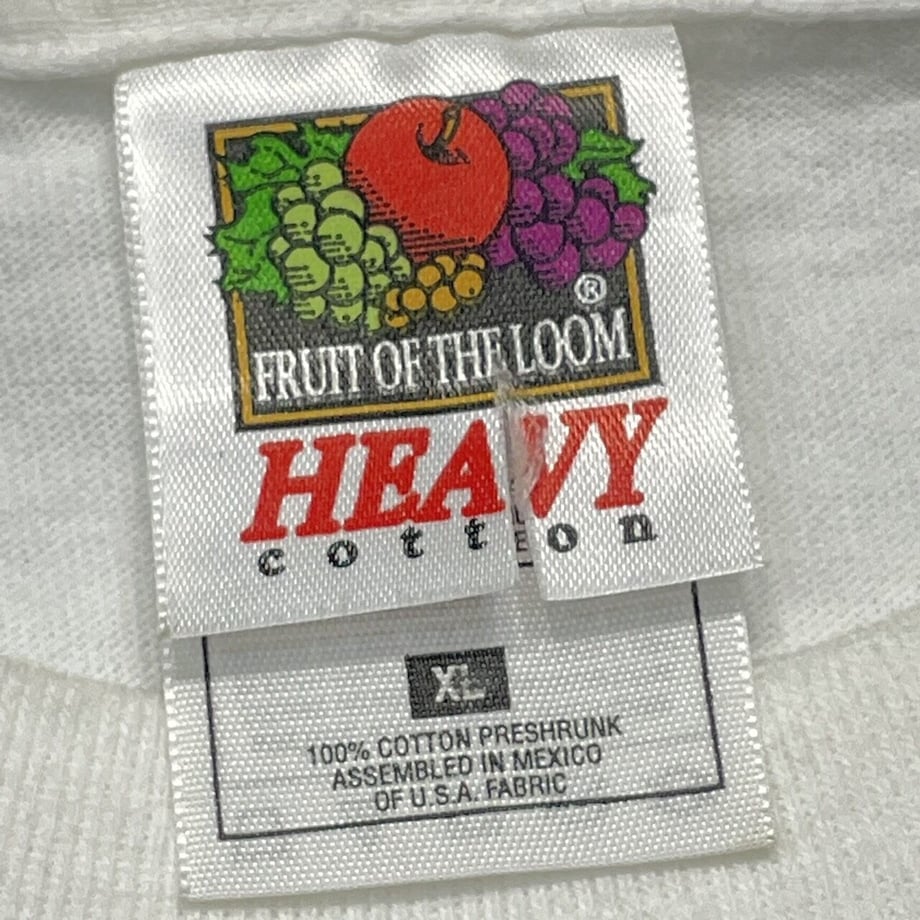 ®
FRUIT OF THE LOOM
HEAVY
cotton
XL
100% COTTON PRESHRUNK
ASSEMBLED IN MEXICO
OF U.S.A. FABRIC